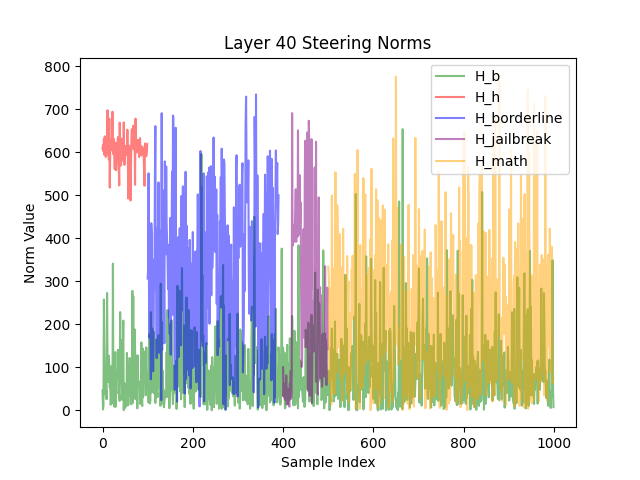 Layer 40 Steering Norms
800
700
600
500
400
300
200
100
0
Norm Value
0
200
400
600
800
1000
Sample Index
H_b
H_h
H_borderline
H_jailbreak
H_math